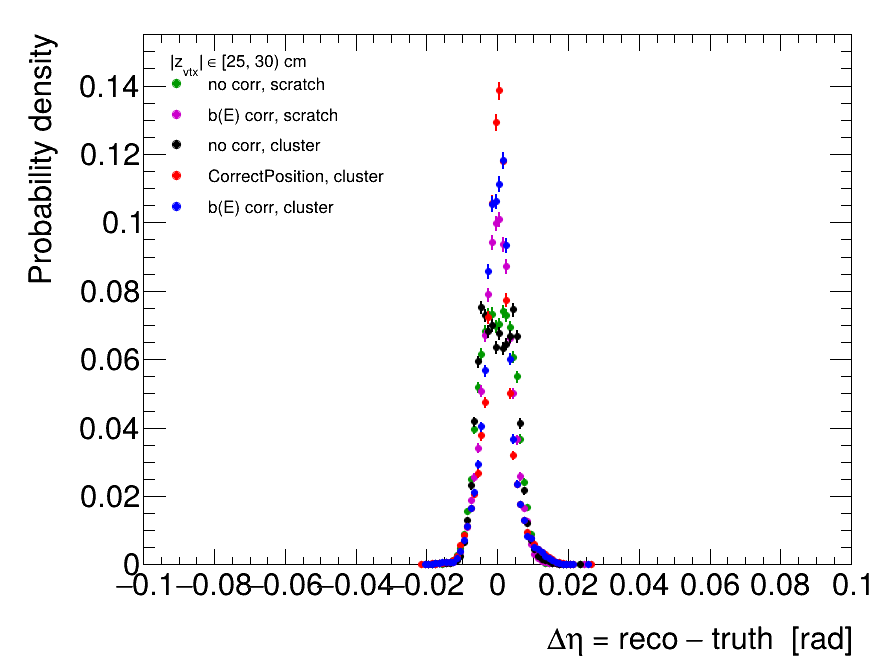 Probability density
|z_vtx| ∈ [25, 30) cm
no corr, scratch
b(E) corr, scratch
no corr, cluster
CorrectPosition, cluster
b(E) corr, cluster
0.14
0.12
0.1
0.08
0.06
0.04
0.02
0
−0.1 −0.08 −0.06 −0.04 −0.02 0 0.02 0.04 0.06 0.08 0.1
Δη = reco − truth [rad]